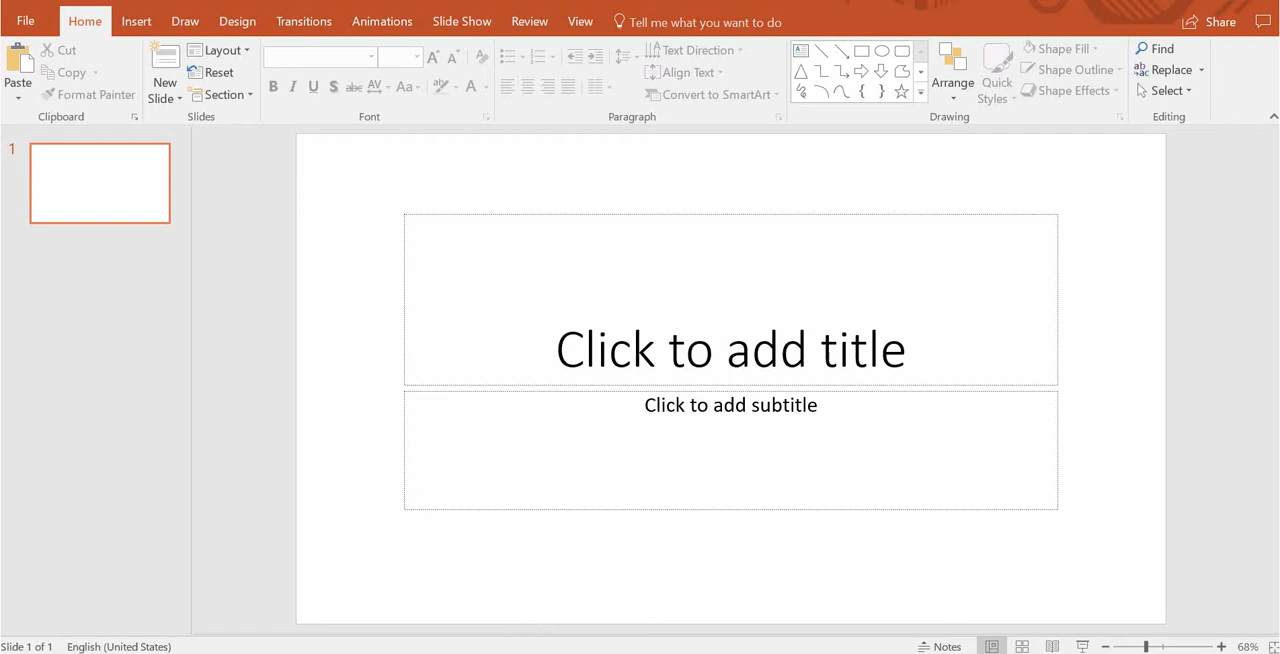 File Home Insert Draw Design Transitions Animations Slide Show Review View Tell me what you want to do Share
Paste
Cut
Copy
Format Painter
Clipboard
New
Slide
Layout
Reset
Section
Slides
B I U S abc AV Aa A
Font
Text Direction
Align Text
Convert to SmartArt
Paragraph
Arrange
Quick
Styles
Shape Fill
Shape Outline
Shape Effects
Drawing
Find
Replace
Select
Editing
1
Click to add title
Click to add subtitle
Slide 1 of 1 English (United States) Notes 68%